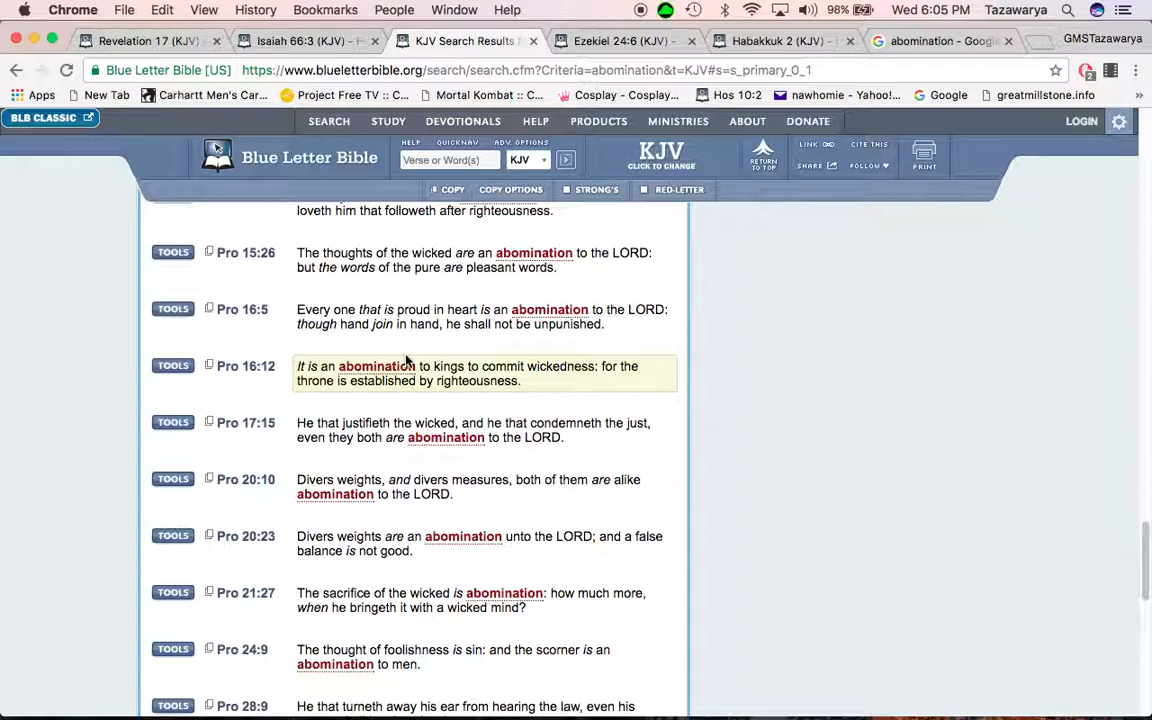 Chrome File Edit View History Bookmarks People Window Help 98% Wed 6:05 PM Tazawarya
Revelation 17 (KJV) × Isaiah 66:3 (KJV) - H × KJV Search Results f × Ezekiel 24:6 (KJV) - × Habakkuk 2 (KJV) - × abomination - Google × GMSTazawarya
Blue Letter Bible [US] https://www.blueletterbible.org/search/search.cfm?Criteria=abomination&t=KJV#s=s_primary_0_1 2
Apps New Tab Carhartt Men's Car... Project Free TV :: C... Mortal Kombat :: C... Cosplay - Cosplay... Hos 10:2 nawhomie - Yahoo!... Google greatmillstone.info »
BLB CLASSIC SEARCH STUDY DEVOTIONALS HELP PRODUCTS MINISTRIES ABOUT DONATE LOGIN
HELP QUICKNAV ADV. OPTIONS
Blue Letter Bible Verse or Word(s) KJV KJV CLICK TO CHANGE RETURN TO TOP LINK CITE THIS SHARE FOLLOW PRINT
COPY COPY OPTIONS STRONG'S RED-LETTER
loveth him that followeth after righteousness.
TOOLS Pro 15:26 The thoughts of the wicked are an abomination to the LORD:
but the words of the pure are pleasant words.
TOOLS Pro 16:5 Every one that is proud in heart is an abomination to the LORD:
though hand join in hand, he shall not be unpunished.
TOOLS Pro 16:12 It is an abomination to kings to commit wickedness: for the
throne is established by righteousness.
TOOLS Pro 17:15 He that justifieth the wicked, and he that condemneth the just,
even they both are abomination to the LORD.
TOOLS Pro 20:10 Divers weights, and divers measures, both of them are alike
abomination to the LORD.
TOOLS Pro 20:23 Divers weights are an abomination unto the LORD; and a false
balance is not good.
TOOLS Pro 21:27 The sacrifice of the wicked is abomination: how much more,
when he bringeth it with a wicked mind?
TOOLS Pro 24:9 The thought of foolishness is sin: and the scorner is an
abomination to men.
TOOLS Pro 28:9 He that turneth away his ear from hearing the law, even his